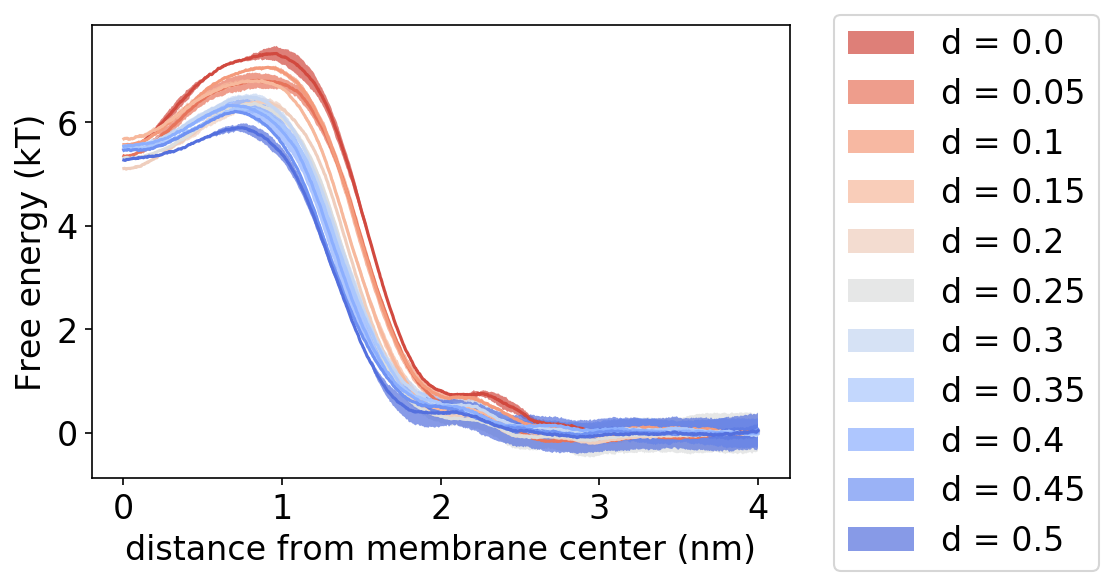 Free energy (kT)
6
4
2
0
0 1 2 3 4
distance from membrane center (nm)
d = 0.0
d = 0.05
d = 0.1
d = 0.15
d = 0.2
d = 0.25
d = 0.3
d = 0.35
d = 0.4
d = 0.45
d = 0.5